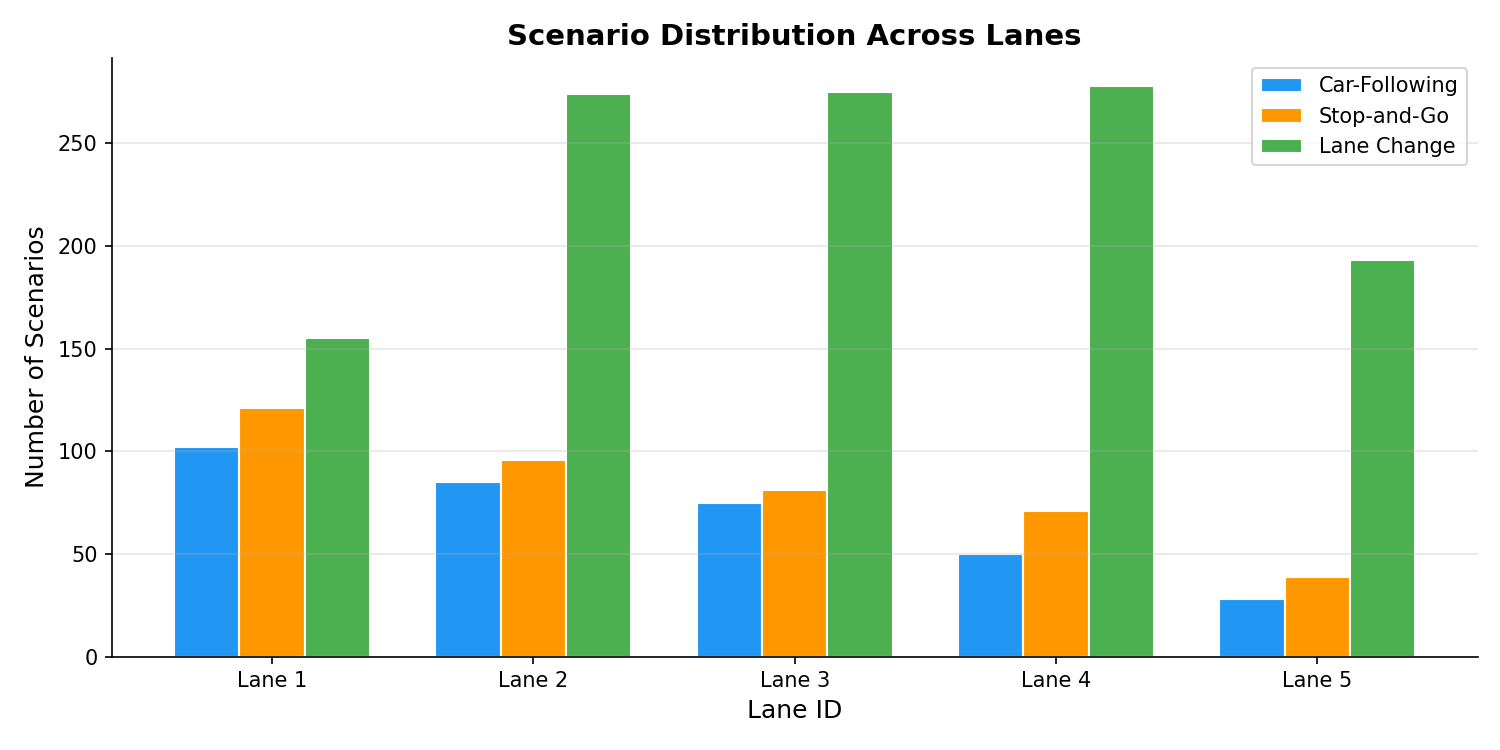 Scenario Distribution Across Lanes
Car-Following
Stop-and-Go
Lane Change
Number of Scenarios
250
200
150
100
50
0
Lane 1 Lane 2 Lane 3 Lane 4 Lane 5
Lane ID